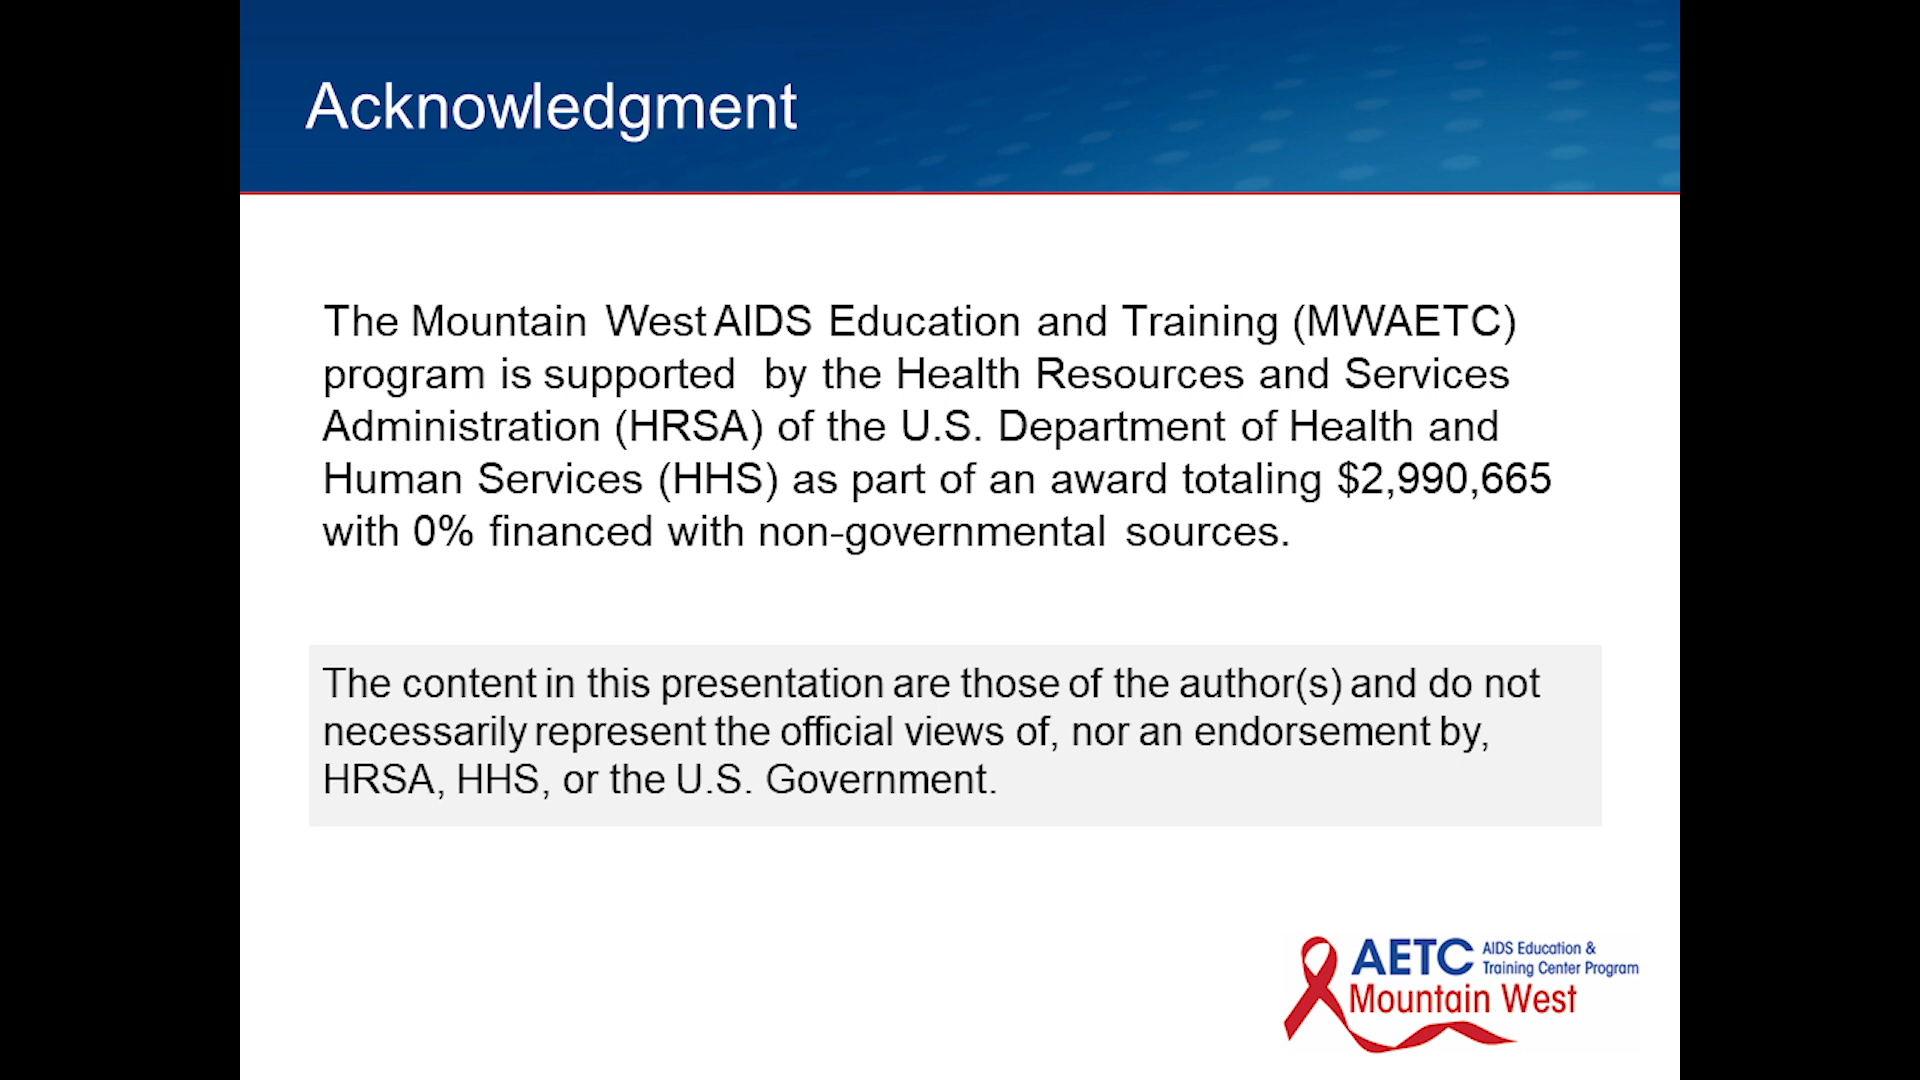 Acknowledgment
The Mountain West AIDS Education and Training (MWAETC)
program is supported by the Health Resources and Services
Administration (HRSA) of the U.S. Department of Health and
Human Services (HHS) as part of an award totaling $2,990,665
with 0% financed with non-governmental sources.
The content in this presentation are those of the author(s) and do not
necessarily represent the official views of, nor an endorsement by,
HRSA, HHS, or the U.S. Government.
AETC AIDS Education &
Training Center Program
Mountain West